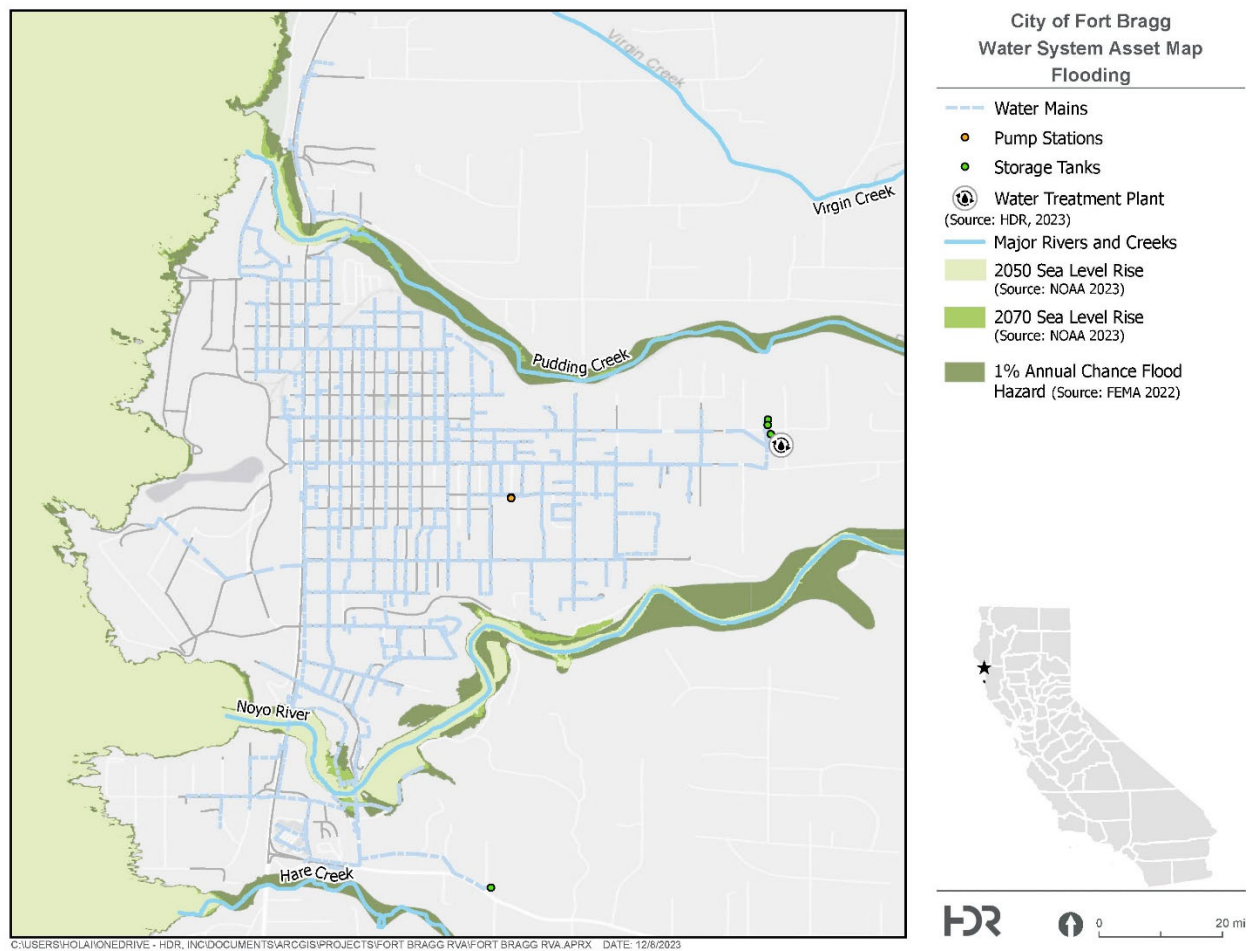 City of Fort Bragg
Water System Asset Map
Flooding
Water Mains
Pump Stations
Storage Tanks
Water Treatment Plant
(Source: HDR, 2023)
Major Rivers and Creeks
2050 Sea Level Rise
(Source: NOAA 2023)
2070 Sea Level Rise
(Source: NOAA 2023)
1% Annual Chance Flood
Hazard (Source: FEMA 2022)
Virgin Creek
Virgin Creek
Pudding Creek
Noyo River
Hare Creek
HDR
0 20 mi
C:\USERS\HOLAI\ONEDRIVE - HDR, INC\DOCUMENTS\ARCGIS\PROJECTS\FORT BRAGG RVA\FORT BRAGG RVA.APRX DATE: 12/8/2023